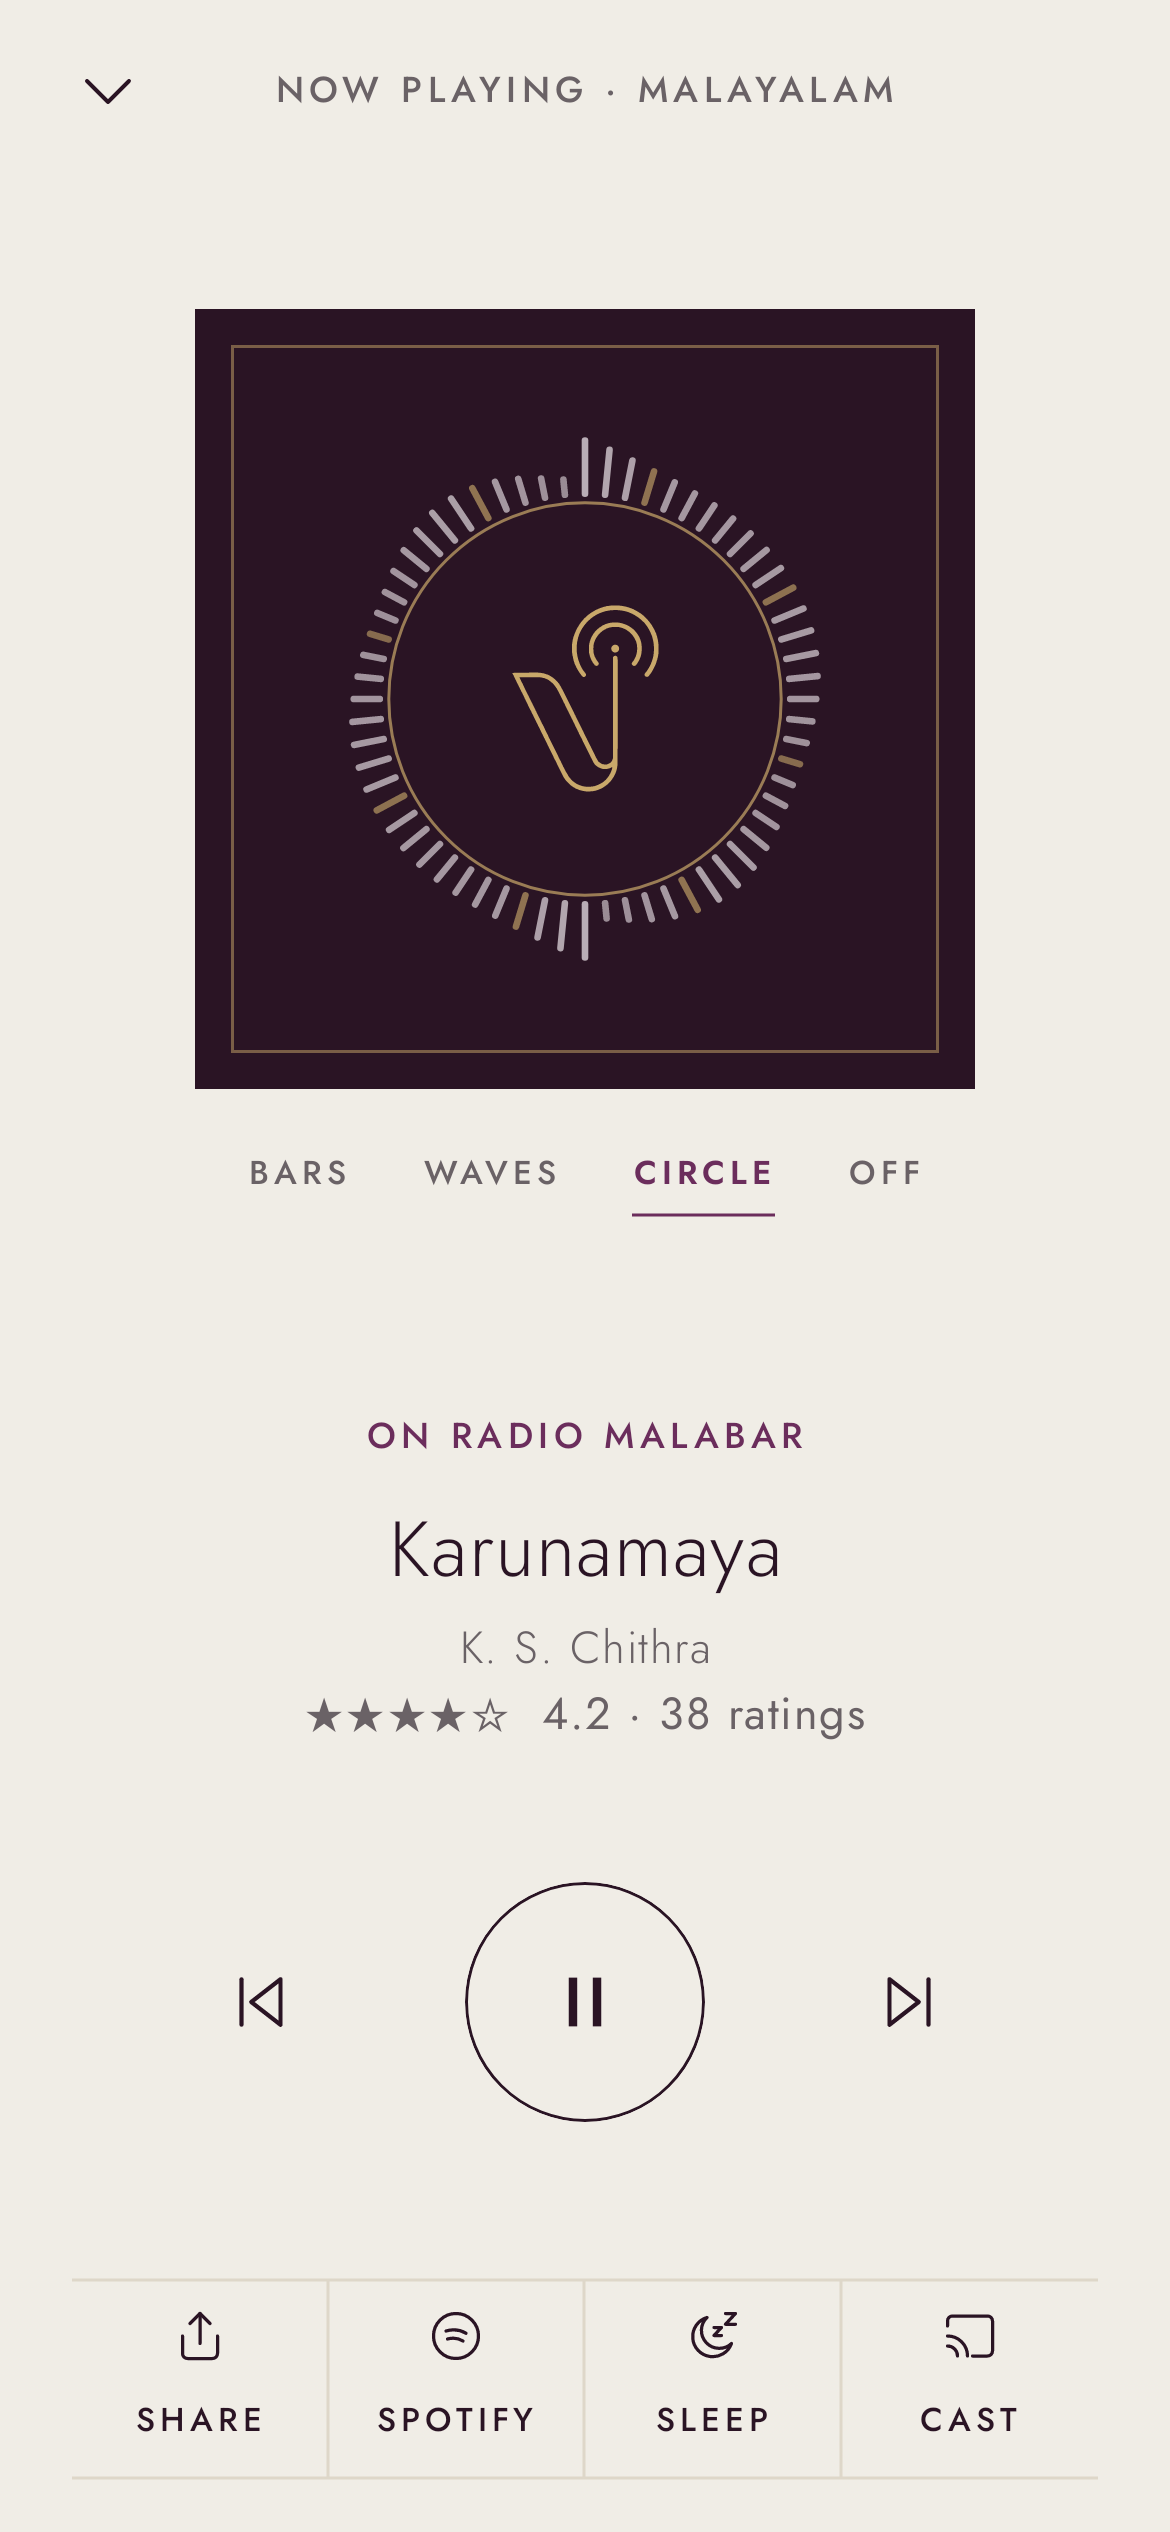 NOW PLAYING · MALAYALAM
BARS WAVES CIRCLE OFF
ON RADIO MALABAR
Karunamaya
K. S. Chithra
★★★★☆ 4.2 · 38 ratings
SHARE SPOTIFY SLEEP CAST